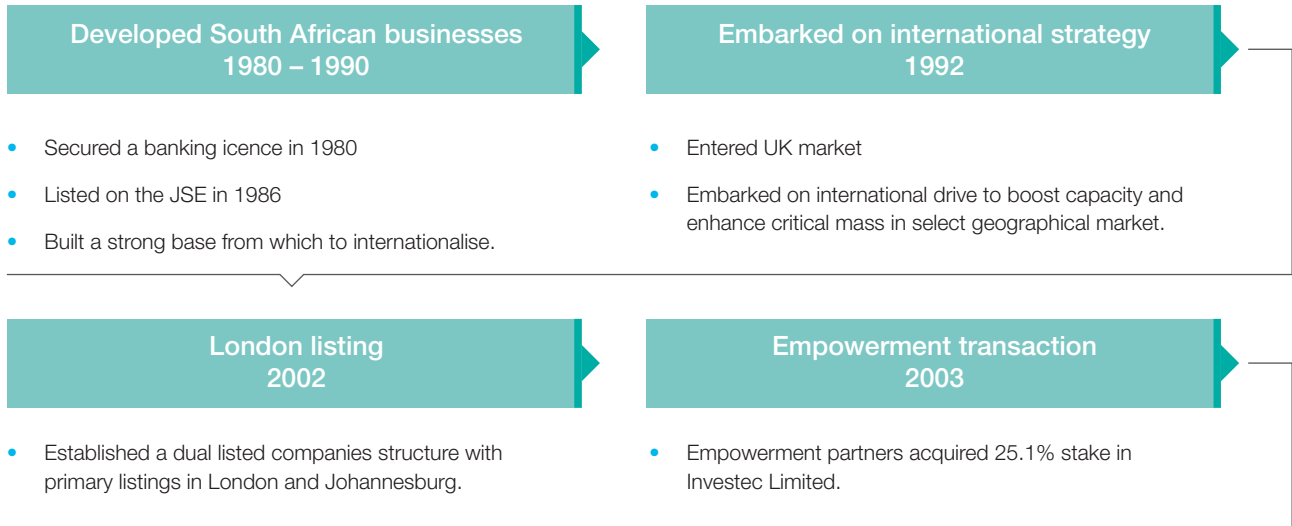 Developed South African businesses
1980 – 1990
• Secured a banking icence in 1980
• Listed on the JSE in 1986
• Built a strong base from which to internationalise.
Embarked on international strategy
1992
• Entered UK market
• Embarked on international drive to boost capacity and
enhance critical mass in select geographical market.
London listing
2002
• Established a dual listed companies structure with
primary listings in London and Johannesburg.
Empowerment transaction
2003
• Empowerment partners acquired 25.1% stake in
Investec Limited.